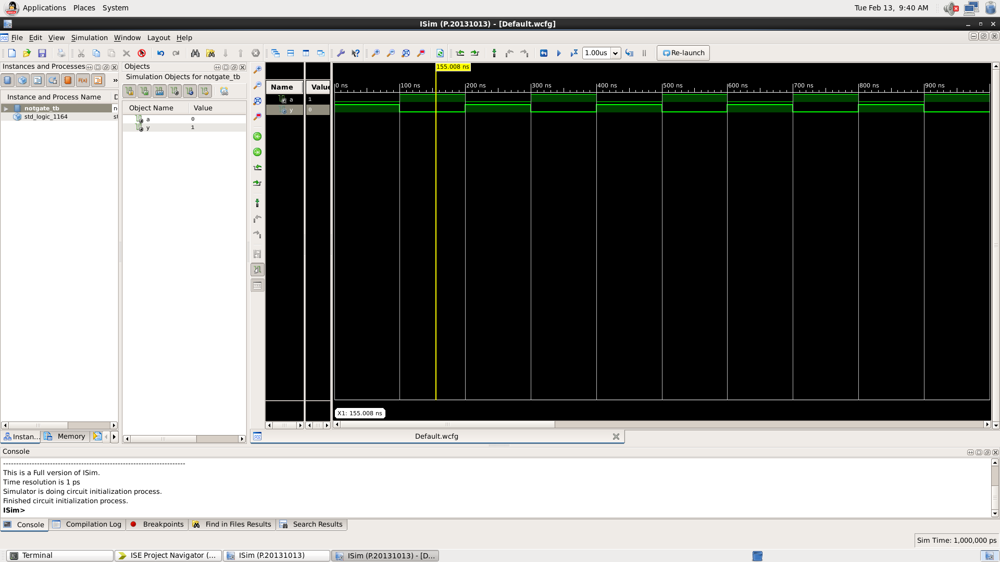 Applications Places System
Tue Feb 13, 9:40 AM
ISim (P.20131013) - [Default.wcfg]
File Edit View Simulation Window Layout Help
1.00us
Re-launch
Instances and Processes
Instance and Process Name
D
notgate_tb
std_logic_1164
Instan...
Memory
Objects
Simulation Objects for notgate_tb
Object Name Value
a 0
y 1
Name Value
a 1
y 0
155.008 ns
0 ns 100 ns 200 ns 300 ns 400 ns 500 ns 600 ns 700 ns 800 ns 900 ns
X1: 155.008 ns
Default.wcfg
Console
------------------------------------------------------------------------
This is a Full version of ISim.
Time resolution is 1 ps
Simulator is doing circuit initialization process.
Finished circuit initialization process.
ISim>
Console Compilation Log Breakpoints Find in Files Results Search Results
Sim Time: 1,000,000 ps
Terminal
ISE Project Navigator (...
ISim (P.20131013)
ISim (P.20131013) - [D...